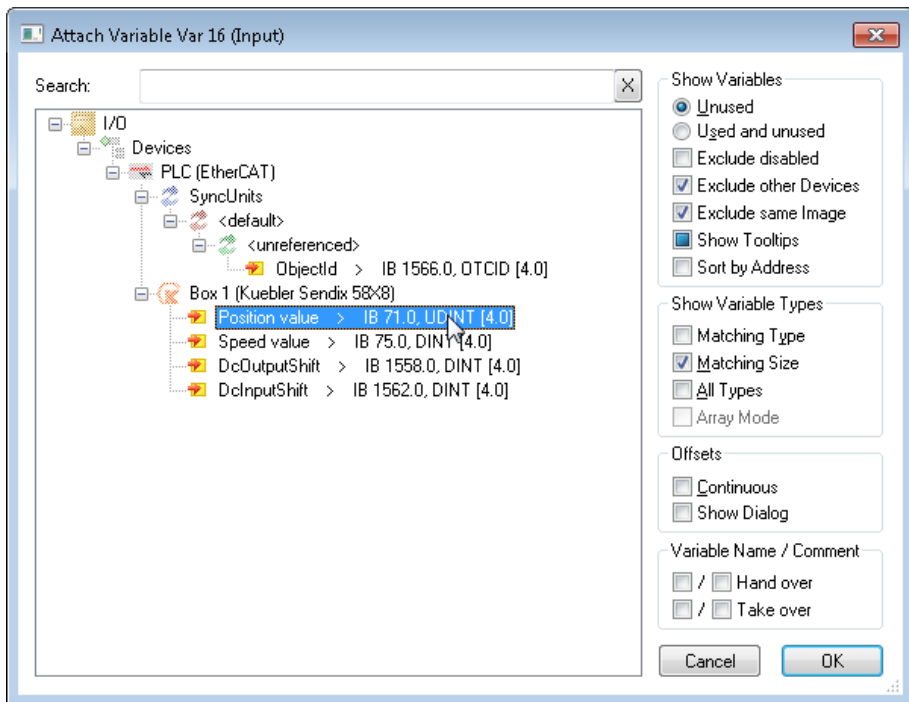 Attach Variable Var 16 (Input)
Search:
X
I/O
Devices
PLC (EtherCAT)
SyncUnits
<default>
<unreferenced>
ObjectId > IB 1566.0, OTCID [4.0]
Box 1 (Kuebler Sendix 58X8)
Position value > IB 71.0, UDINT [4.0]
Speed value > IB 75.0, DINT [4.0]
DcOutputShift > IB 1558.0, DINT [4.0]
DcInputShift > IB 1562.0, DINT [4.0]
Show Variables
Unused
Used and unused
Exclude disabled
Exclude other Devices
Exclude same Image
Show Tooltips
Sort by Address
Show Variable Types
Matching Type
Matching Size
All Types
Array Mode
Offsets
Continuous
Show Dialog
Variable Name / Comment
/ Hand over
/ Take over
Cancel
OK